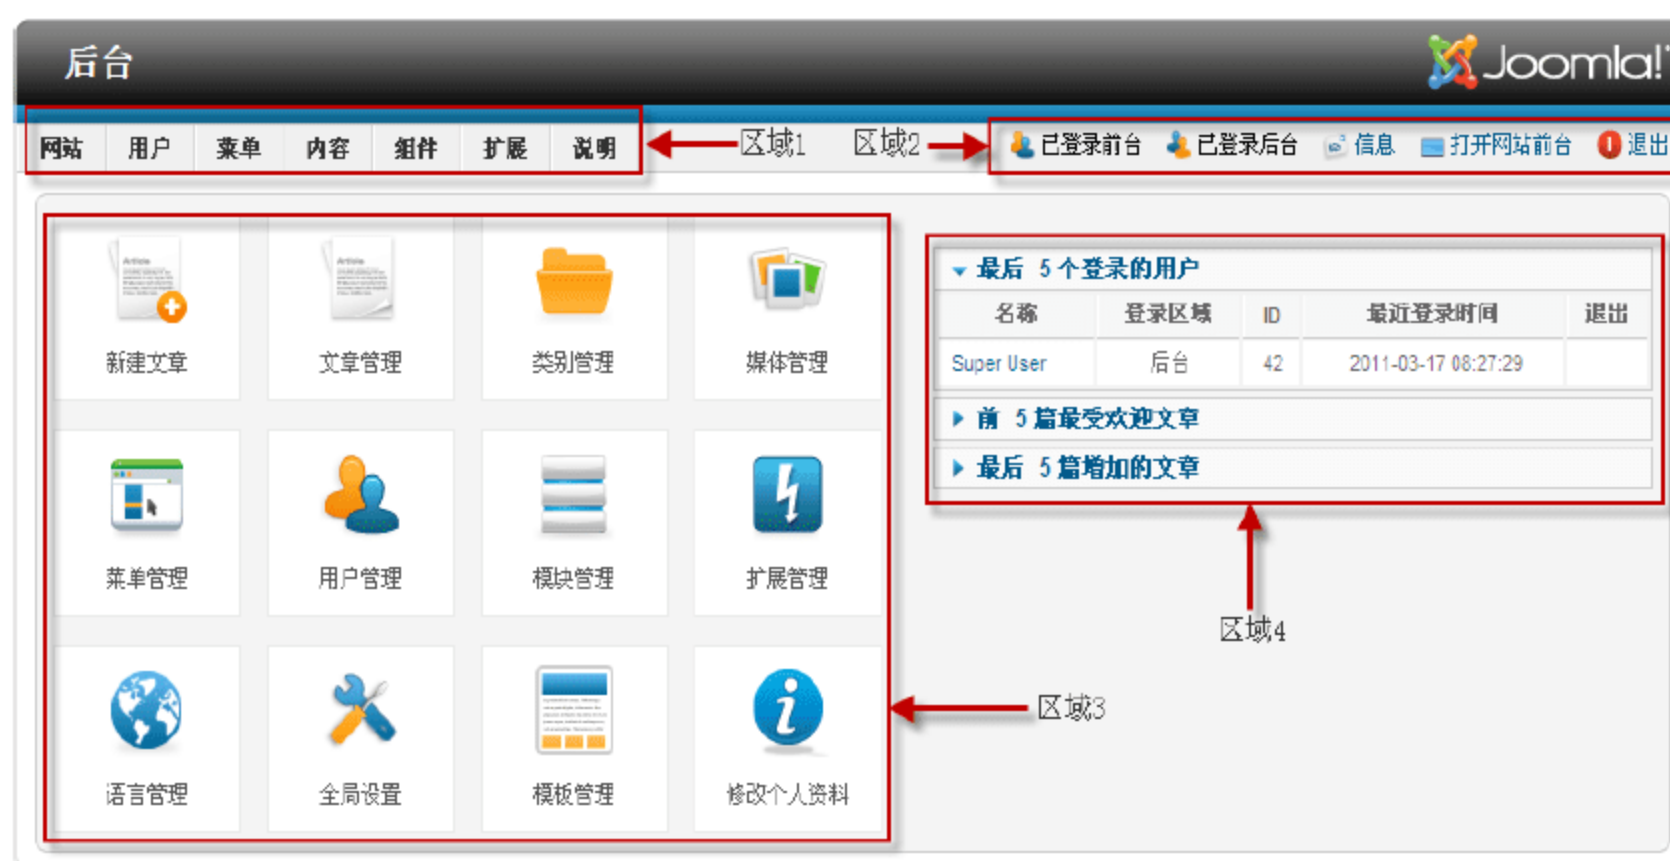 后台
Joomla!
网站 用户 菜单 内容 组件 扩展 说明 区域1 区域2 已登录前台 已登录后台 信息 打开网站前台 退出
Article
新建文章
Article
文章管理
类别管理
媒体管理
最后 5 个登录的用户
名称 登录区域 ID 最近登录时间 退出
Super User 后台 42 2011-03-17 08:27:29
前 5 篇最受欢迎文章
最后 5 篇增加的文章
菜单管理 用户管理 模块管理 扩展管理
区域4
区域3
语言管理 全局设置 模板管理 修改个人资料